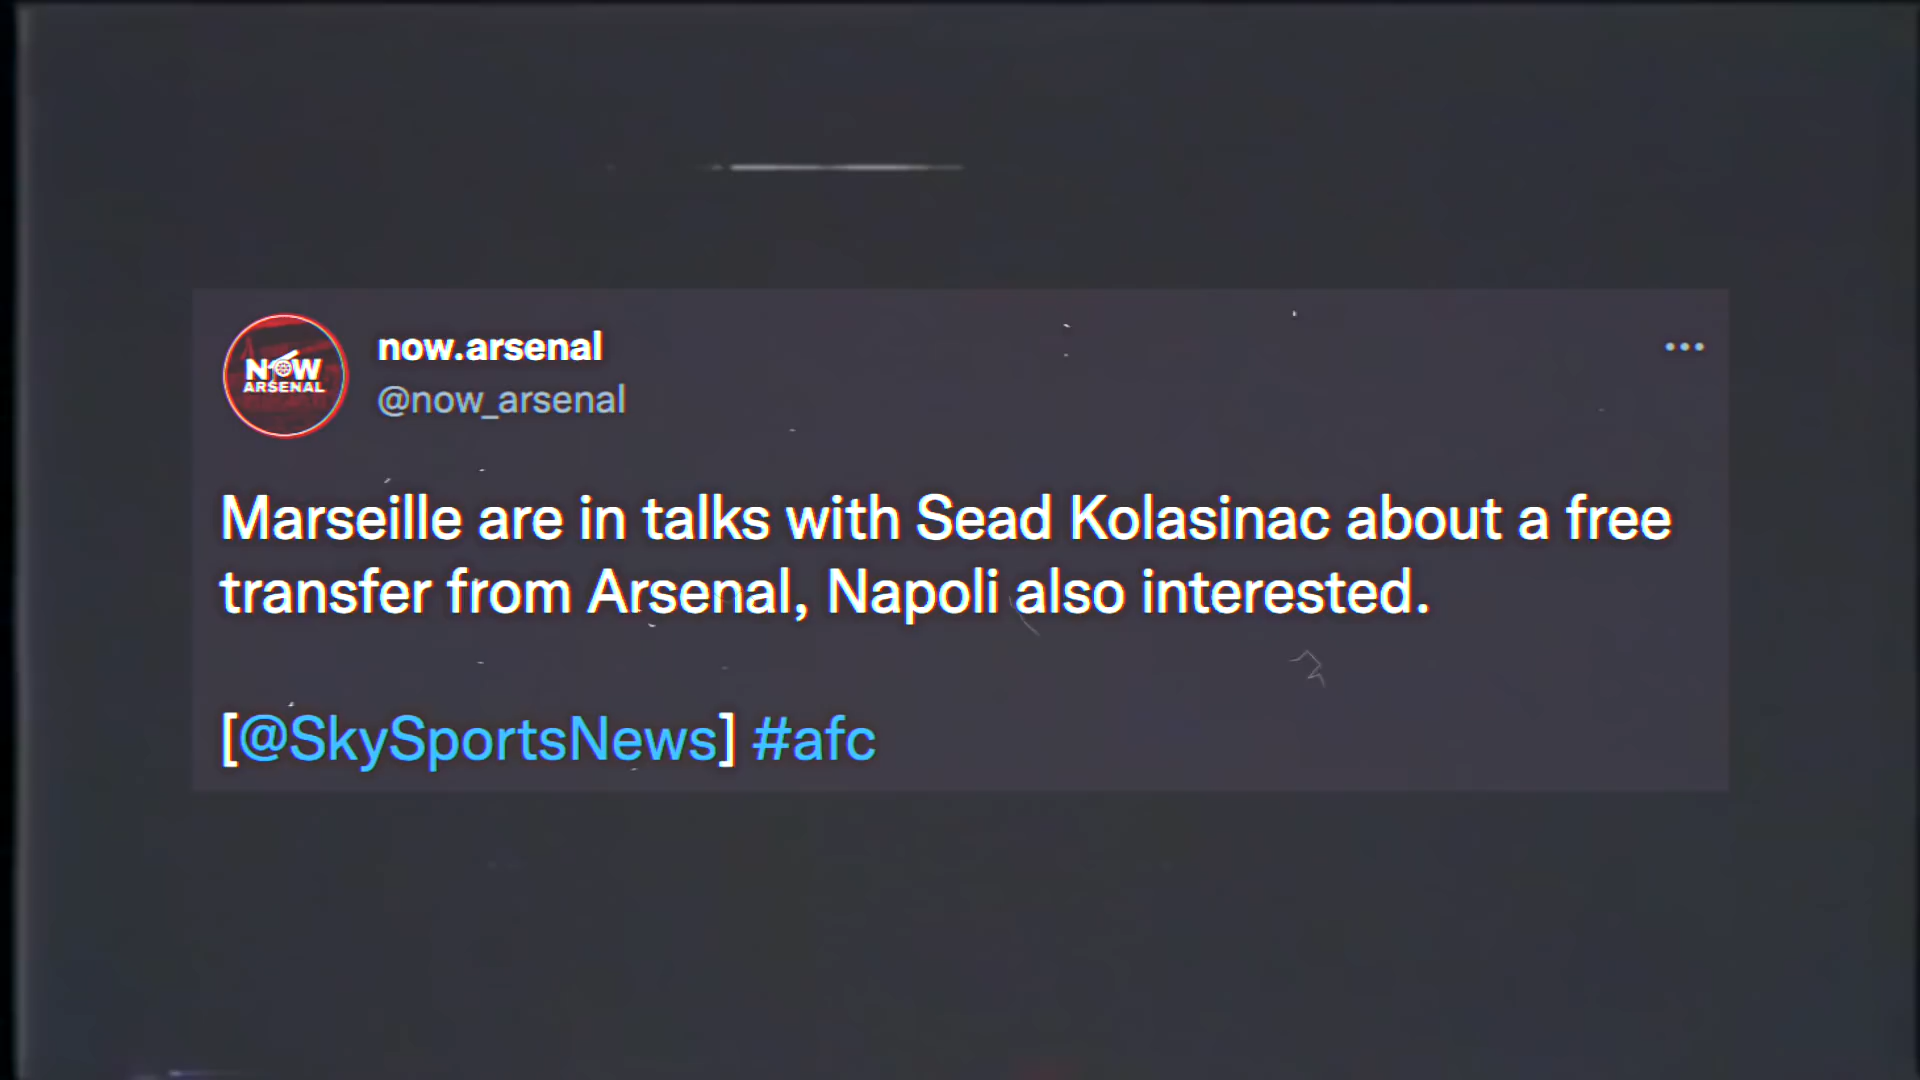 NOW
ARSENAL
now.arsenal
@now_arsenal
Marseille are in talks with Sead Kolasinac about a free
transfer from Arsenal, Napoli also interested.
[@SkySportsNews] #afc